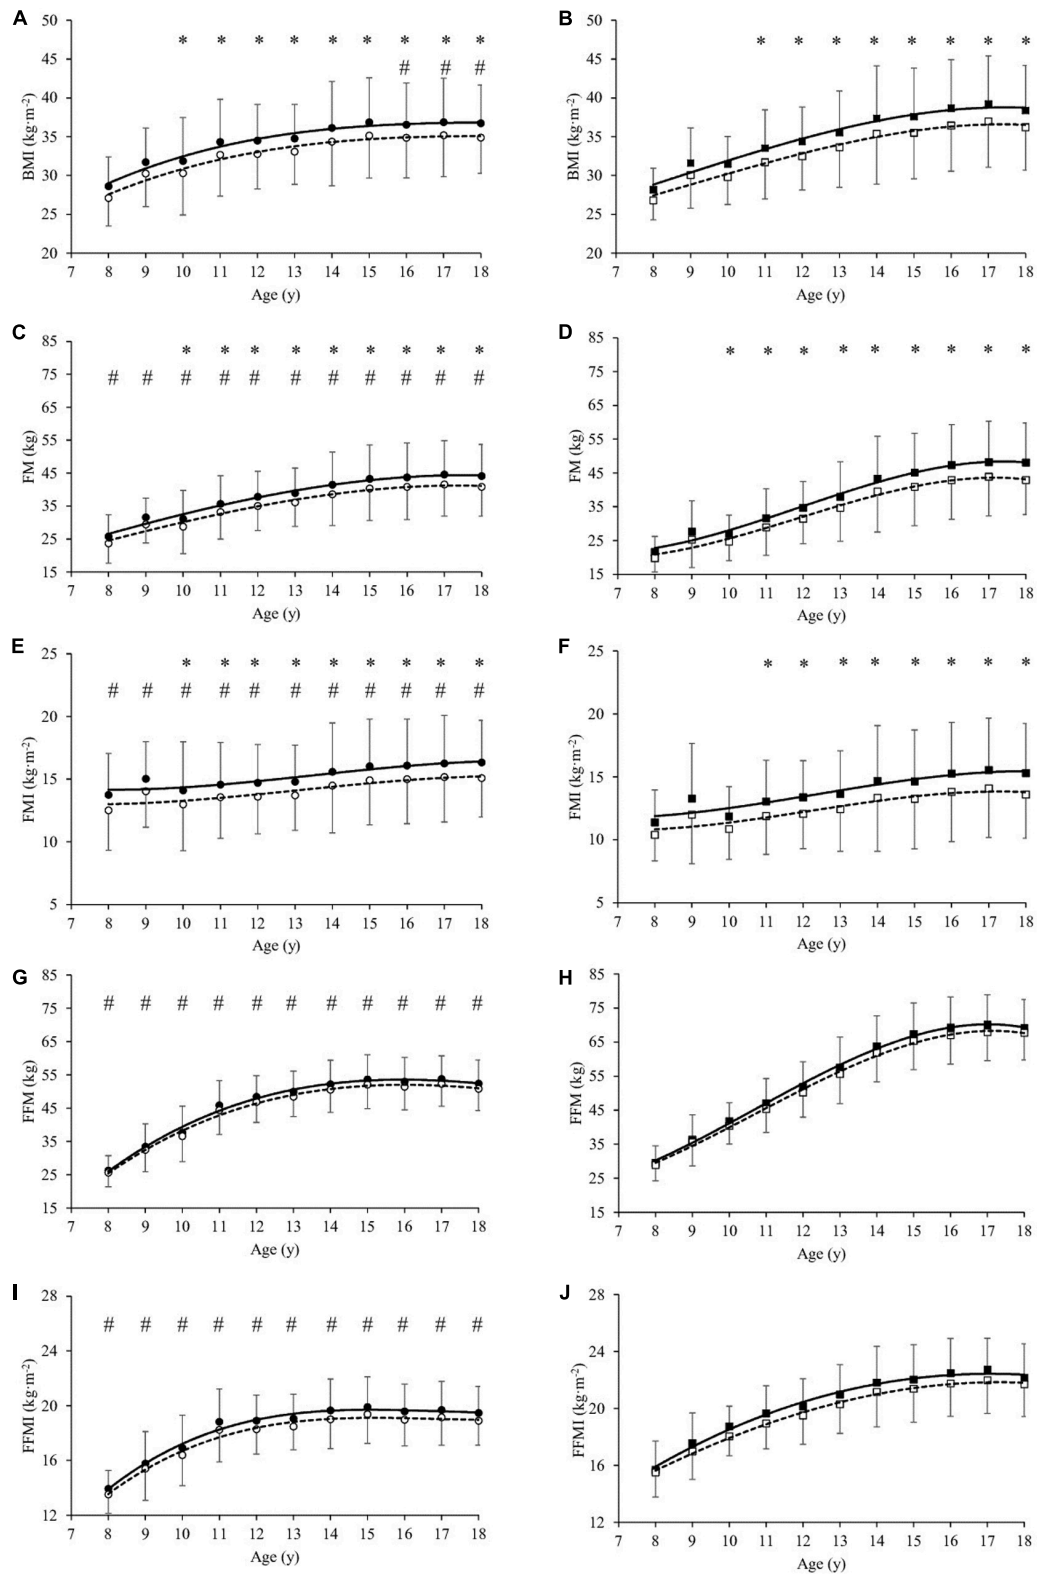 A
BMI (kg·m-2)
50
45
40
35
30
25
20
* * * * * * * * *
# # #
7 8 9 10 11 12 13 14 15 16 17 18
Age (y)
B
BMI (kg·m-2)
50
45
40
35
30
25
20
* * * * * * * *
7 8 9 10 11 12 13 14 15 16 17 18
Age (y)
C
FM (kg)
85
75
65
55
45
35
25
15
* * * * * * * * *
# # # # # # # # # # #
7 8 9 10 11 12 13 14 15 16 17 18
Age (y)
D
FM (kg)
85
75
65
55
45
35
25
15
* * * * * * * * *
7 8 9 10 11 12 13 14 15 16 17 18
Age (y)
E
FMI (kg·m-2)
25
20
15
10
5
* * * * * * * * *
# # # # # # # # # # #
7 8 9 10 11 12 13 14 15 16 17 18
Age (y)
F
FMI (kg·m-2)
25
20
15
10
5
* * * * * * * *
7 8 9 10 11 12 13 14 15 16 17 18
Age (y)
G
FFM (kg)
85
75
65
55
45
35
25
15
# # # # # # # # # # #
7 8 9 10 11 12 13 14 15 16 17 18
Age (y)
H
FFM (kg)
85
75
65
55
45
35
25
15
7 8 9 10 11 12 13 14 15 16 17 18
Age (y)
I
FFMI (kg·m-2)
28
24
20
16
12
# # # # # # # # # # #
7 8 9 10 11 12 13 14 15 16 17 18
Age (y)
J
FFMI (kg·m-2)
28
24
20
16
12
7 8 9 10 11 12 13 14 15 16 17 18
Age (y)